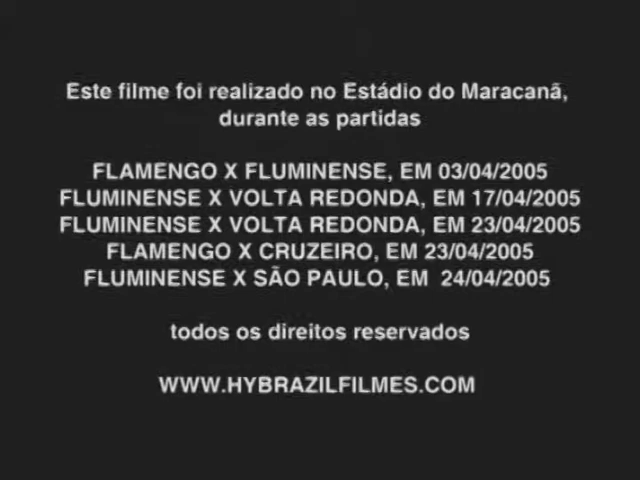 Este filme foi realizado no Estádio do Maracanã,
durante as partidas
FLAMENGO X FLUMINENSE, EM 03/04/2005
FLUMINENSE X VOLTA REDONDA, EM 17/04/2005
FLUMINENSE X VOLTA REDONDA, EM 23/04/2005
FLAMENGO X CRUZEIRO, EM 23/04/2005
FLUMINENSE X SÃO PAULO, EM  24/04/2005
todos os direitos reservados
WWW.HYBRAZILFILMES.COM